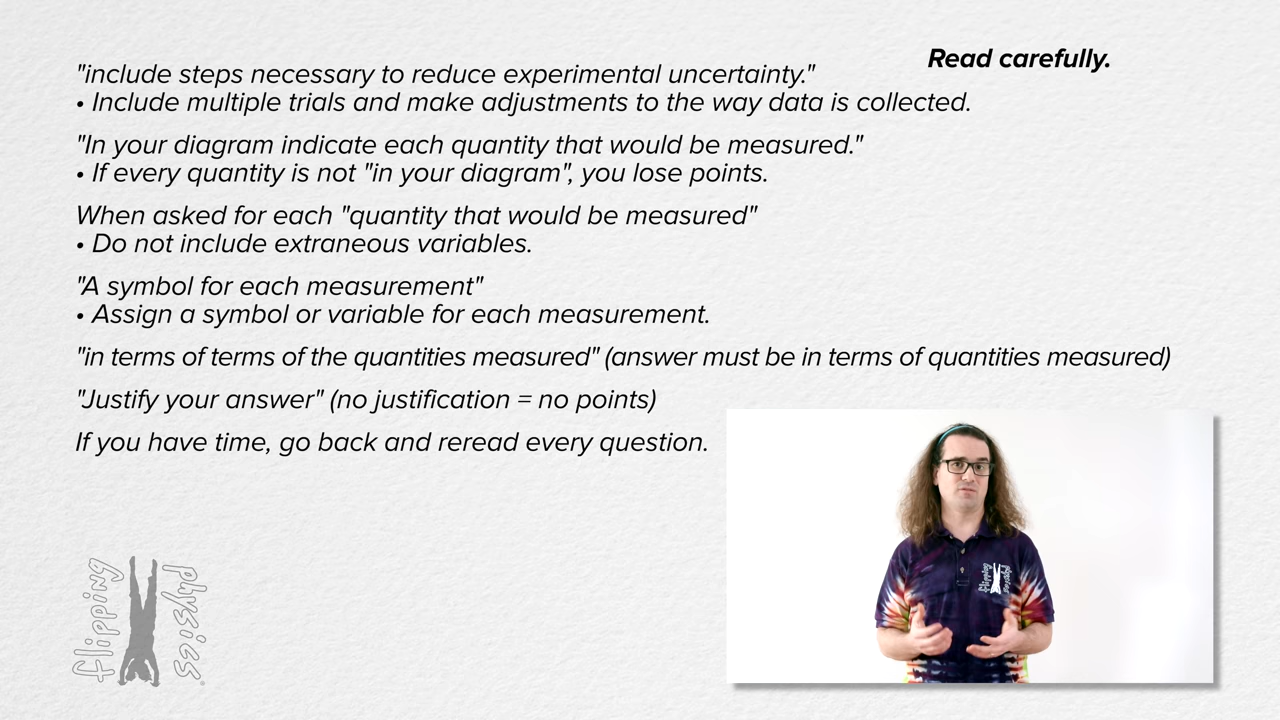 Read carefully.
"include steps necessary to reduce experimental uncertainty."
• Include multiple trials and make adjustments to the way data is collected.
"In your diagram indicate each quantity that would be measured."
• If every quantity is not "in your diagram", you lose points.
When asked for each "quantity that would be measured"
• Do not include extraneous variables.
"A symbol for each measurement"
• Assign a symbol or variable for each measurement.
"in terms of terms of the quantities measured" (answer must be in terms of quantities measured)
"Justify your answer" (no justification = no points)
If you have time, go back and reread every question.
flipping
physics
flipping
physics